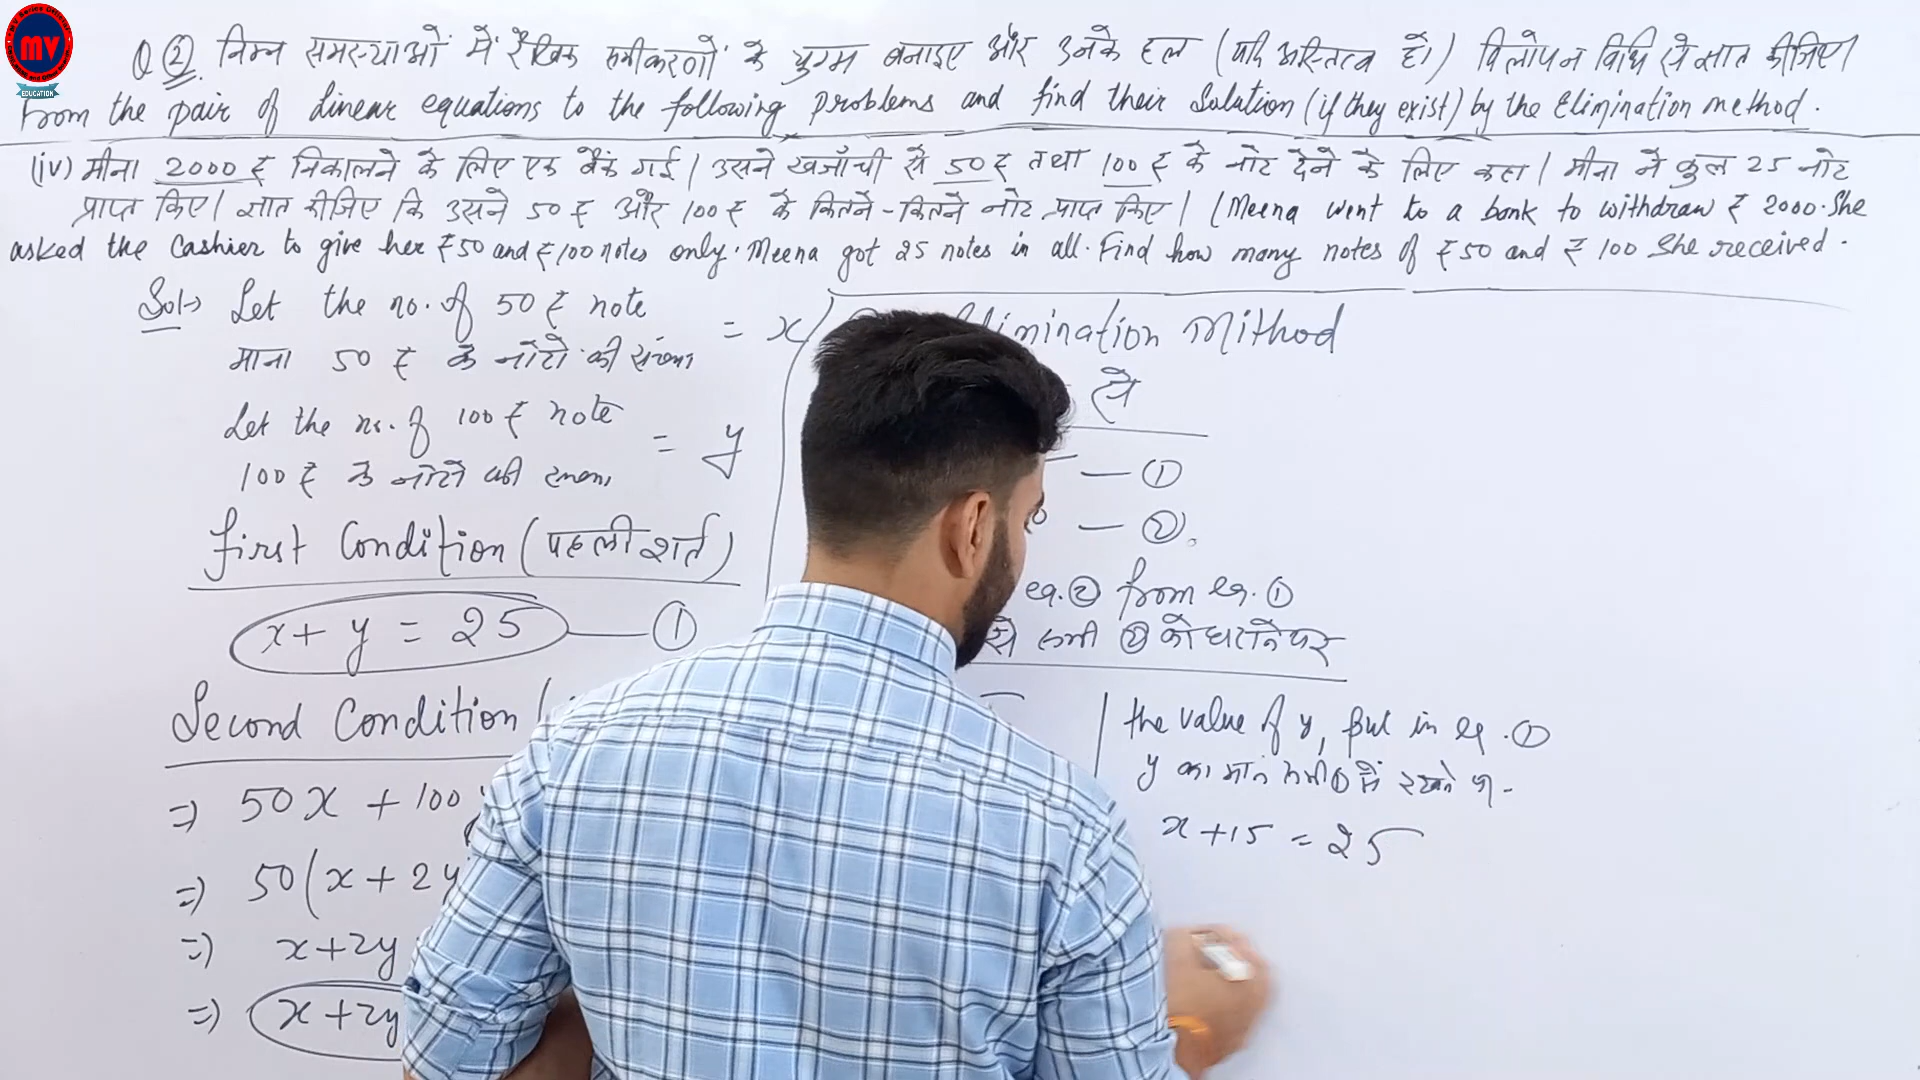 MV
EDUCATION
Q②. निम्न समस्याओं में रैखिक समीकरणों के युग्म बनाइए और उनके हल (यदि अस्तित्व हो) विलोपन विधि से ज्ञात कीजिए।
From the pair of Linear equations to the following problems and find their Solution (if they exist) by the Elimination method.
(iv) मीना 2000 ₹ निकालने के लिए एक बैंक गई। उसने खजाँची से 50 ₹ तथा 100 ₹ के नोट देने के लिए कहा। मीना ने कुल 25 नोट
प्राप्त किए। ज्ञात कीजिए कि उसने 50 ₹ और 100 ₹ के कितने-कितने नोट प्राप्त किए। (Meena went to a bank to withdraw ₹ 2000. She
asked the Cashier to give her ₹50 and ₹100 notes only. Meena got 25 notes in all. Find how many notes of ₹50 and ₹ 100 She received.
Sol→ Let the no. of 50 ₹ note
माना 50 ₹ के नोटो की संख्या
= x
Let the no. of 100 ₹ note
100 ₹ के नोटो की
= y
first Condition (पहली शर्त)
x + y = 25 — ①
Second Condition (
⇒ 50x + 100
⇒ 50(x + 2y
⇒ x+2y
⇒ x+2y
limination Mithod
से
— ①
— ②.
eq.② from eq.①
से समी ② को घटाने पर
the value of y, put in eq.①
y का मान समी① में रखने पर-
x + 15 = 25